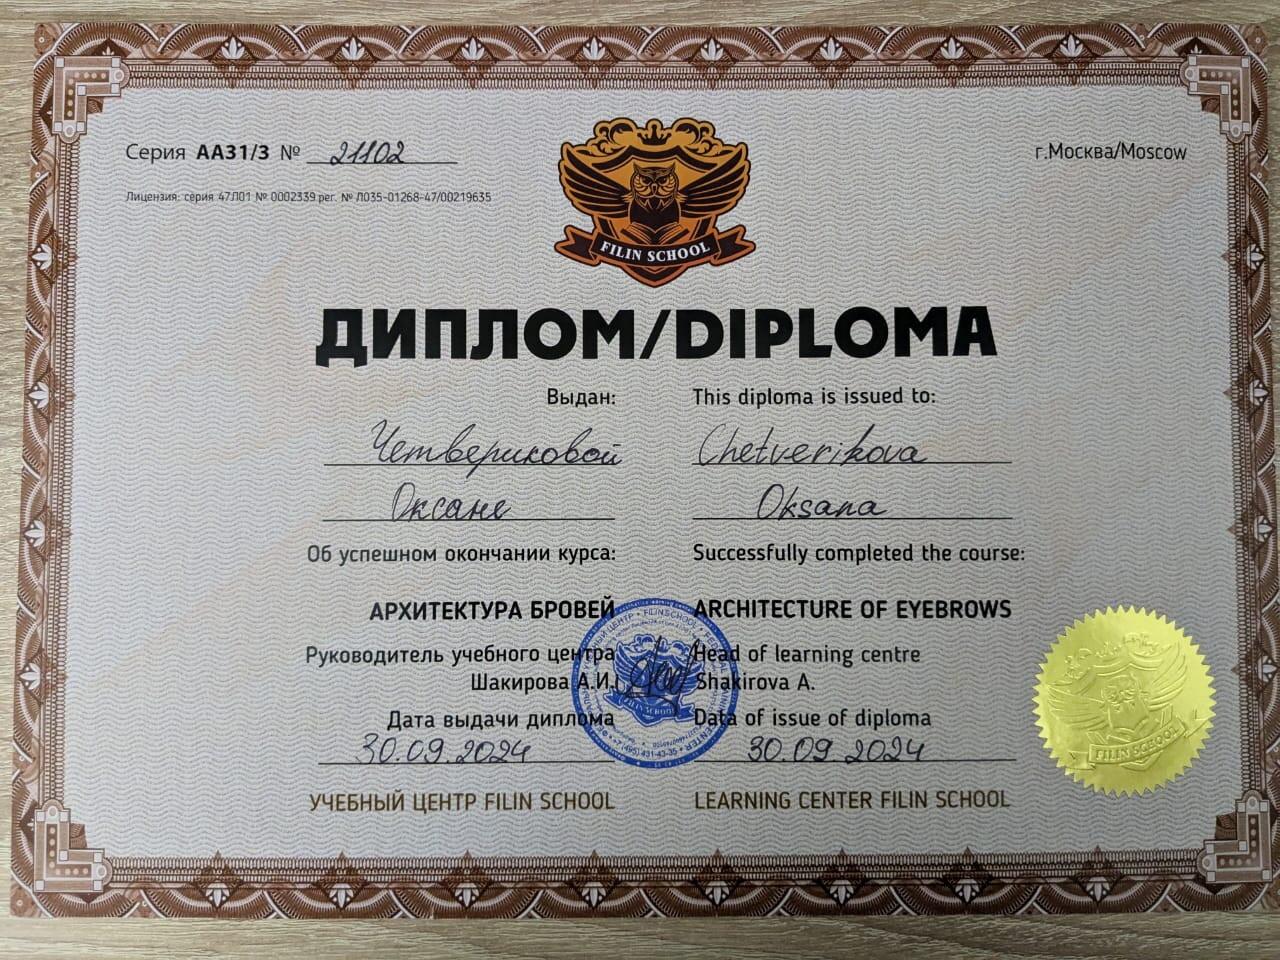 Серия АА31/3 № 21102
г.Москва/Moscow
Лицензия: серия 47Л01 № 0002339 рег. № Л035-01268-47/00219635
FILIN SCHOOL
ДИПЛОМ/DIPLOMA
Выдан: This diploma is issued to:
Четвериковой Chetverikova
Оксане Oksana
Об успешном окончании курса: Successfully completed the course:
АРХИТЕКТУРА БРОВЕЙ ARCHITECTURE OF EYEBROWS
Руководитель учебного центра Head of learning centre
Шакирова А.И. Shakirova A.
Дата выдачи диплома Data of issue of diploma
30.09.2024 30.09.2024
УЧЕБНЫЙ ЦЕНТР FILIN SCHOOL LEARNING CENTER FILIN SCHOOL
FILIN SCHOOL
FILIN SCHOOL